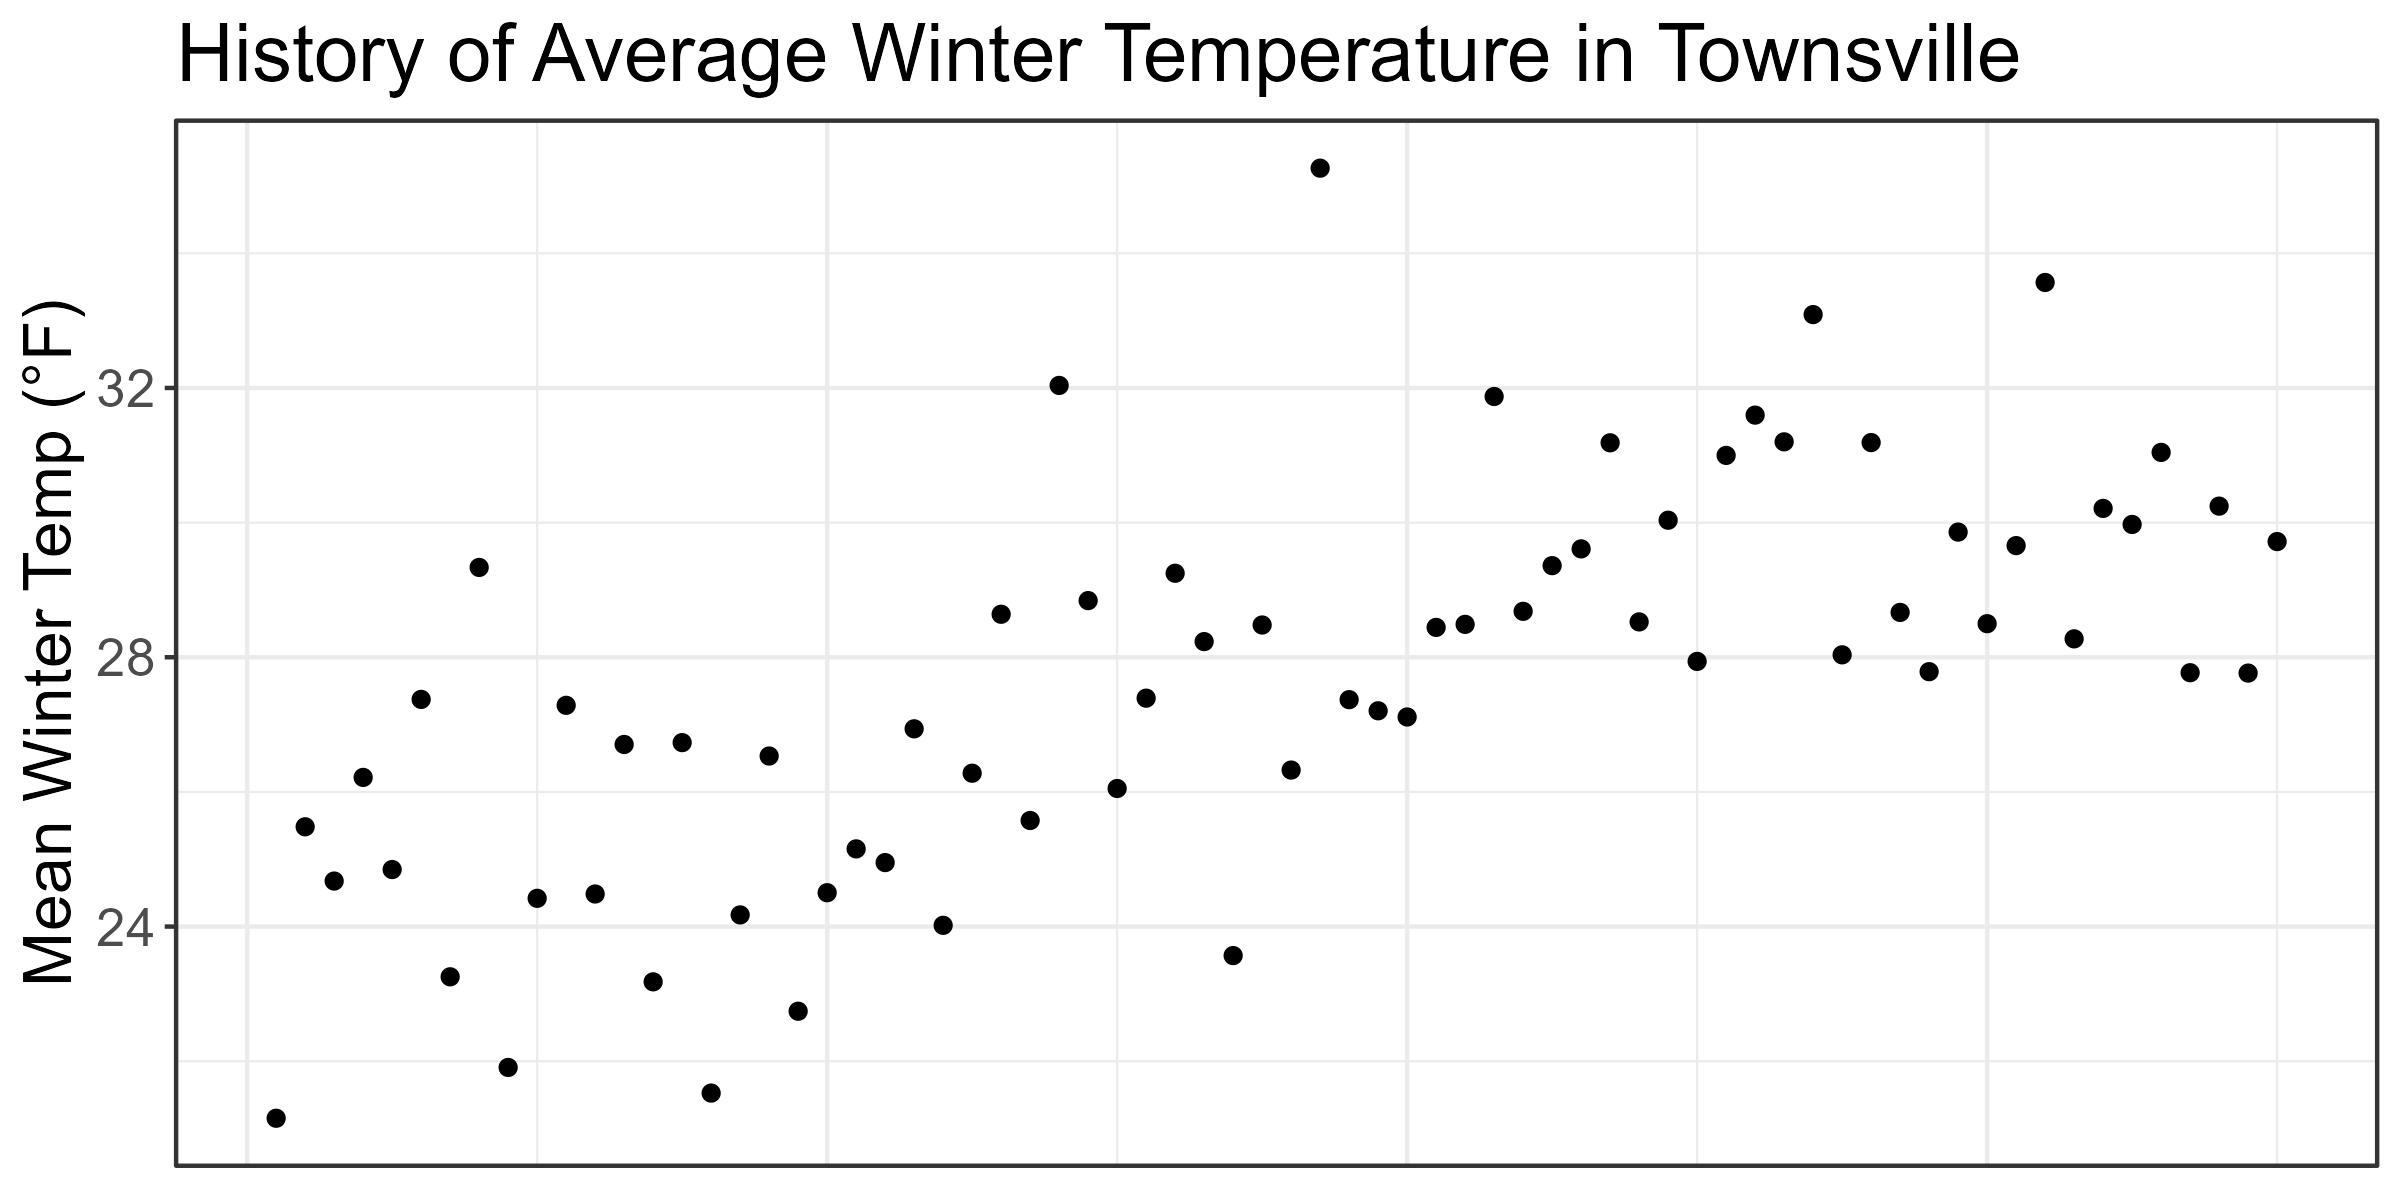 History of Average Winter Temperature in Townsville
Mean Winter Temp (°F)
32
28
24